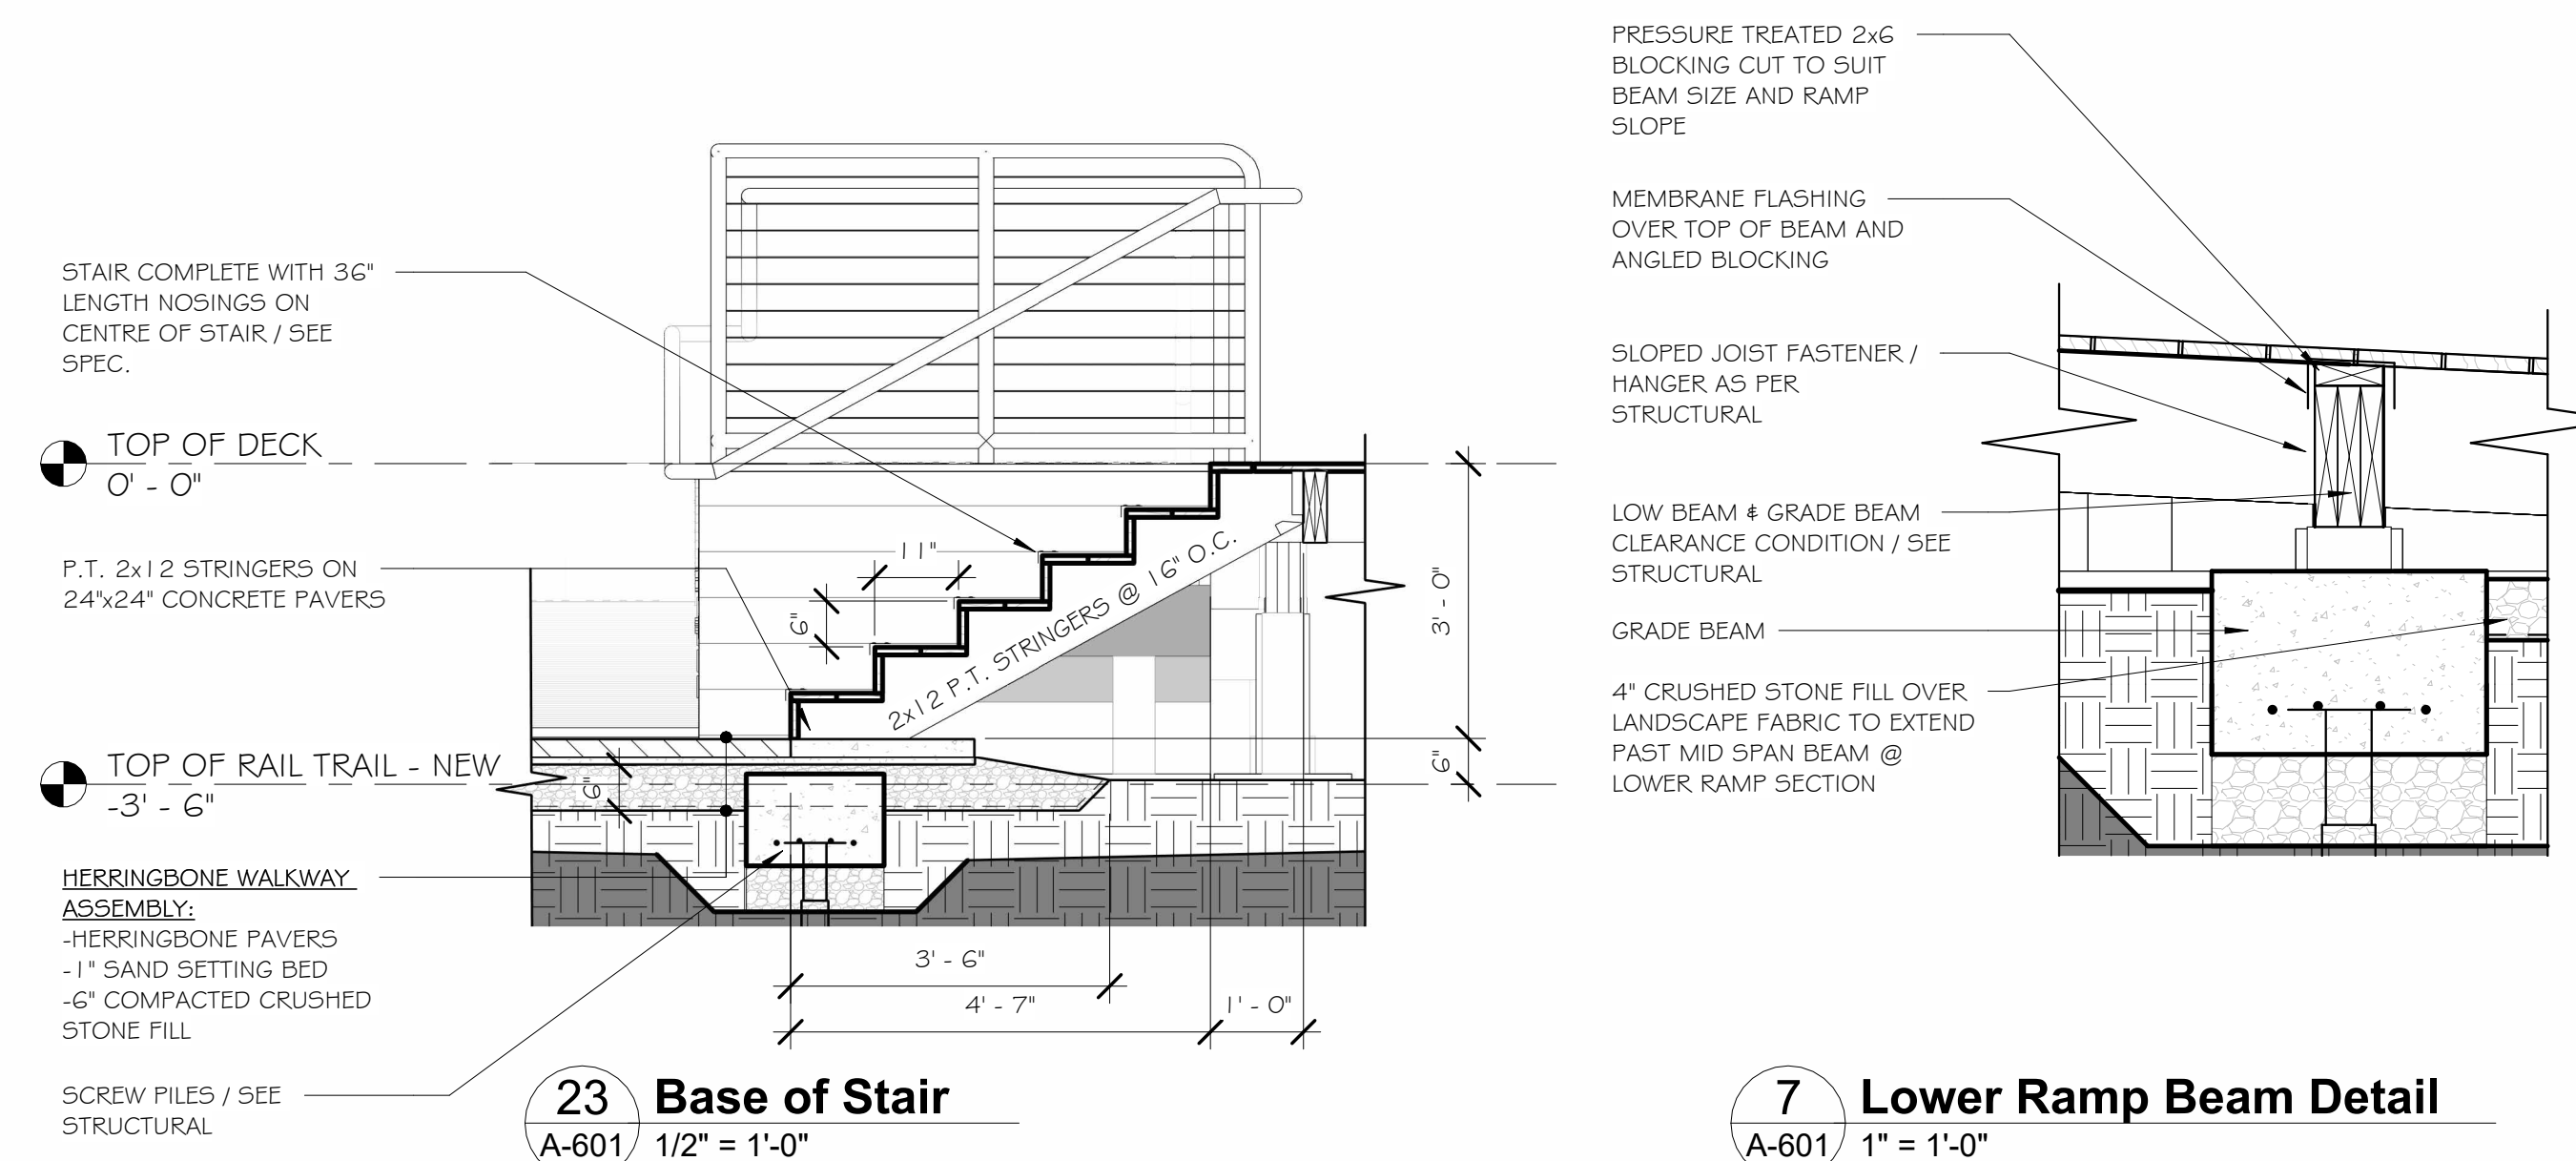 STAIR COMPLETE WITH 36"
LENGTH NOSINGS ON
CENTRE OF STAIR / SEE
SPEC.
TOP OF DECK
0' - 0"
P.T. 2x12 STRINGERS ON
24"x24" CONCRETE PAVERS
TOP OF RAIL TRAIL - NEW
-3' - 6"
HERRINGBONE WALKWAY
ASSEMBLY:
-HERRINGBONE PAVERS
-1" SAND SETTING BED
-6" COMPACTED CRUSHED
STONE FILL
SCREW PILES / SEE
STRUCTURAL
11"
6"
2x12 P.T. STRINGERS @ 16" O.C.
3' - 0"
6"
6"
3' - 6"
4' - 7"
1' - 0"
23
A-601
Base of Stair
1/2" = 1'-0"
PRESSURE TREATED 2x6
BLOCKING CUT TO SUIT
BEAM SIZE AND RAMP
SLOPE
MEMBRANE FLASHING
OVER TOP OF BEAM AND
ANGLED BLOCKING
SLOPED JOIST FASTENER /
HANGER AS PER
STRUCTURAL
LOW BEAM & GRADE BEAM
CLEARANCE CONDITION / SEE
STRUCTURAL
GRADE BEAM
4" CRUSHED STONE FILL OVER
LANDSCAPE FABRIC TO EXTEND
PAST MID SPAN BEAM @
LOWER RAMP SECTION
7
A-601
Lower Ramp Beam Detail
1" = 1'-0"